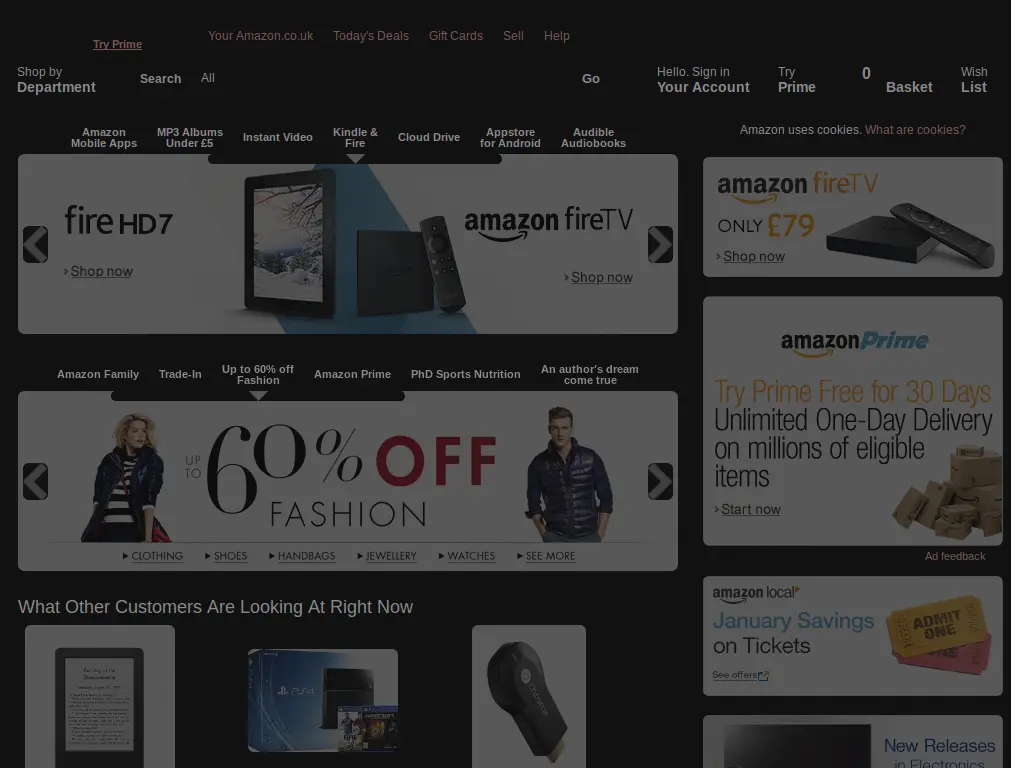 Your Amazon.co.uk Today's Deals Gift Cards Sell Help
Try Prime
Shop by
Department
Search All
Go
Hello. Sign in
Your Account
Try
Prime
0
Basket
Wish
List
Amazon
Mobile Apps
MP3 Albums
Under £5
Instant Video
Kindle &
Fire
Cloud Drive
Appstore
for Android
Audible
Audiobooks
Amazon uses cookies. What are cookies?
fire HD7
› Shop now
amazon fireTV
› Shop now
amazon fireTV
ONLY £79
› Shop now
Amazon Family
Trade-In
Up to 60% off
Fashion
Amazon Prime
PhD Sports Nutrition
An author's dream
come true
UP
TO
60% OFF
FASHION
CLOTHING SHOES HANDBAGS JEWELLERY WATCHES SEE MORE
amazonPrime
Try Prime Free for 30 Days
Unlimited One-Day Delivery
on millions of eligible
items
› Start now
Ad feedback
amazon local
January Savings
on Tickets
See offers
ADMIT
ONE
What Other Customers Are Looking At Right Now
PS4
New Releases
in Electronics